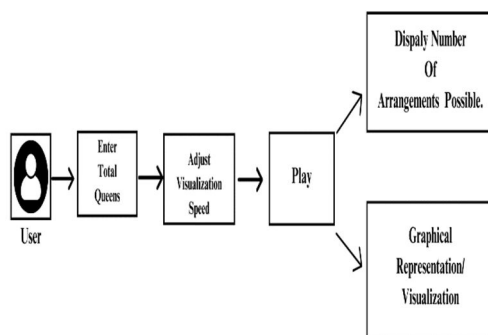 Dispaly Number
Of
Arrangements Possible.
User
Enter
Total
Queens
Adjust
Visualization
Speed
Play
Graphical
Representation/
Visualization